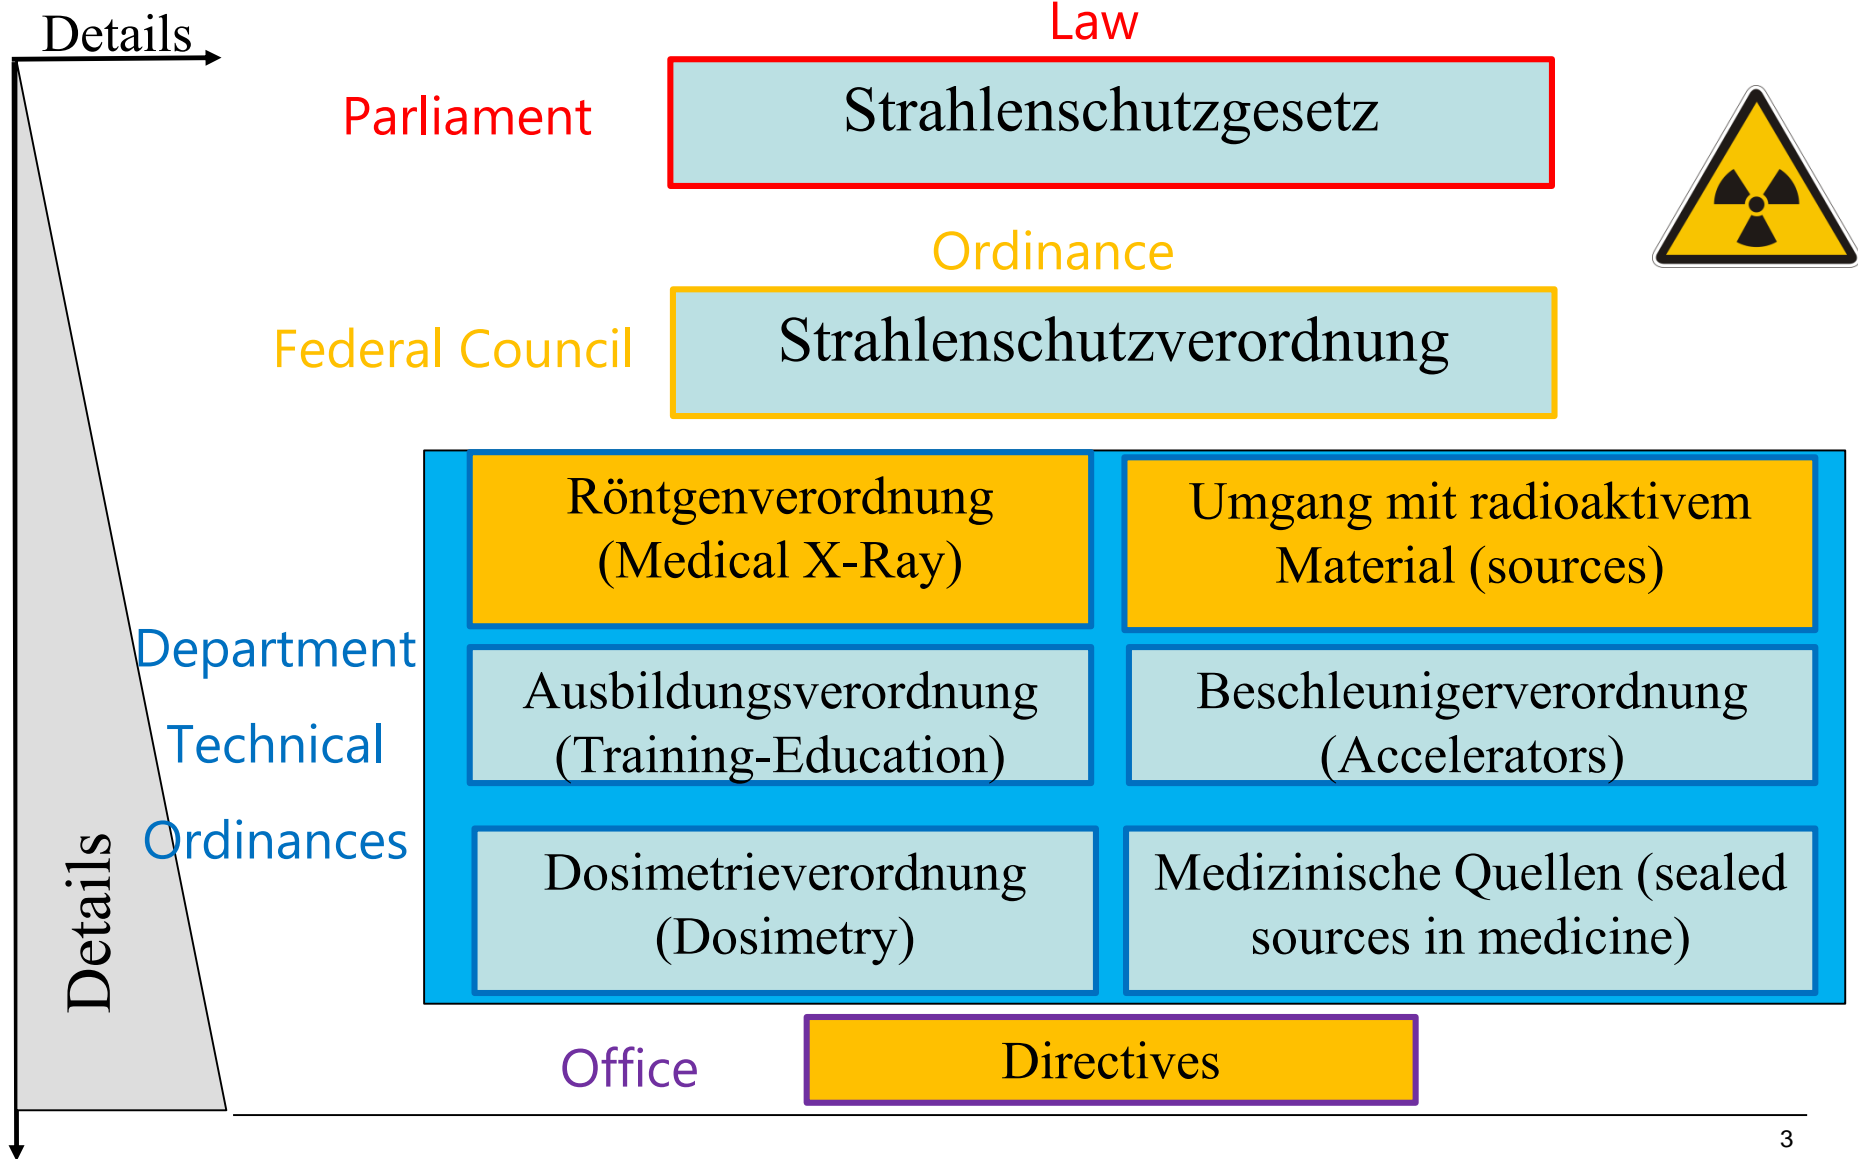 Details
Law
Parliament
Strahlenschutzgesetz
Ordinance
Federal Council
Strahlenschutzverordnung
Röntgenverordnung
(Medical X-Ray)
Umgang mit radioaktivem
Material (sources)
Department
Technical
Ordinances
Ausbildungsverordnung
(Training-Education)
Beschleunigerverordnung
(Accelerators)
Dosimetrieverordnung
(Dosimetry)
Medizinische Quellen (sealed
sources in medicine)
Details
Office
Directives
3